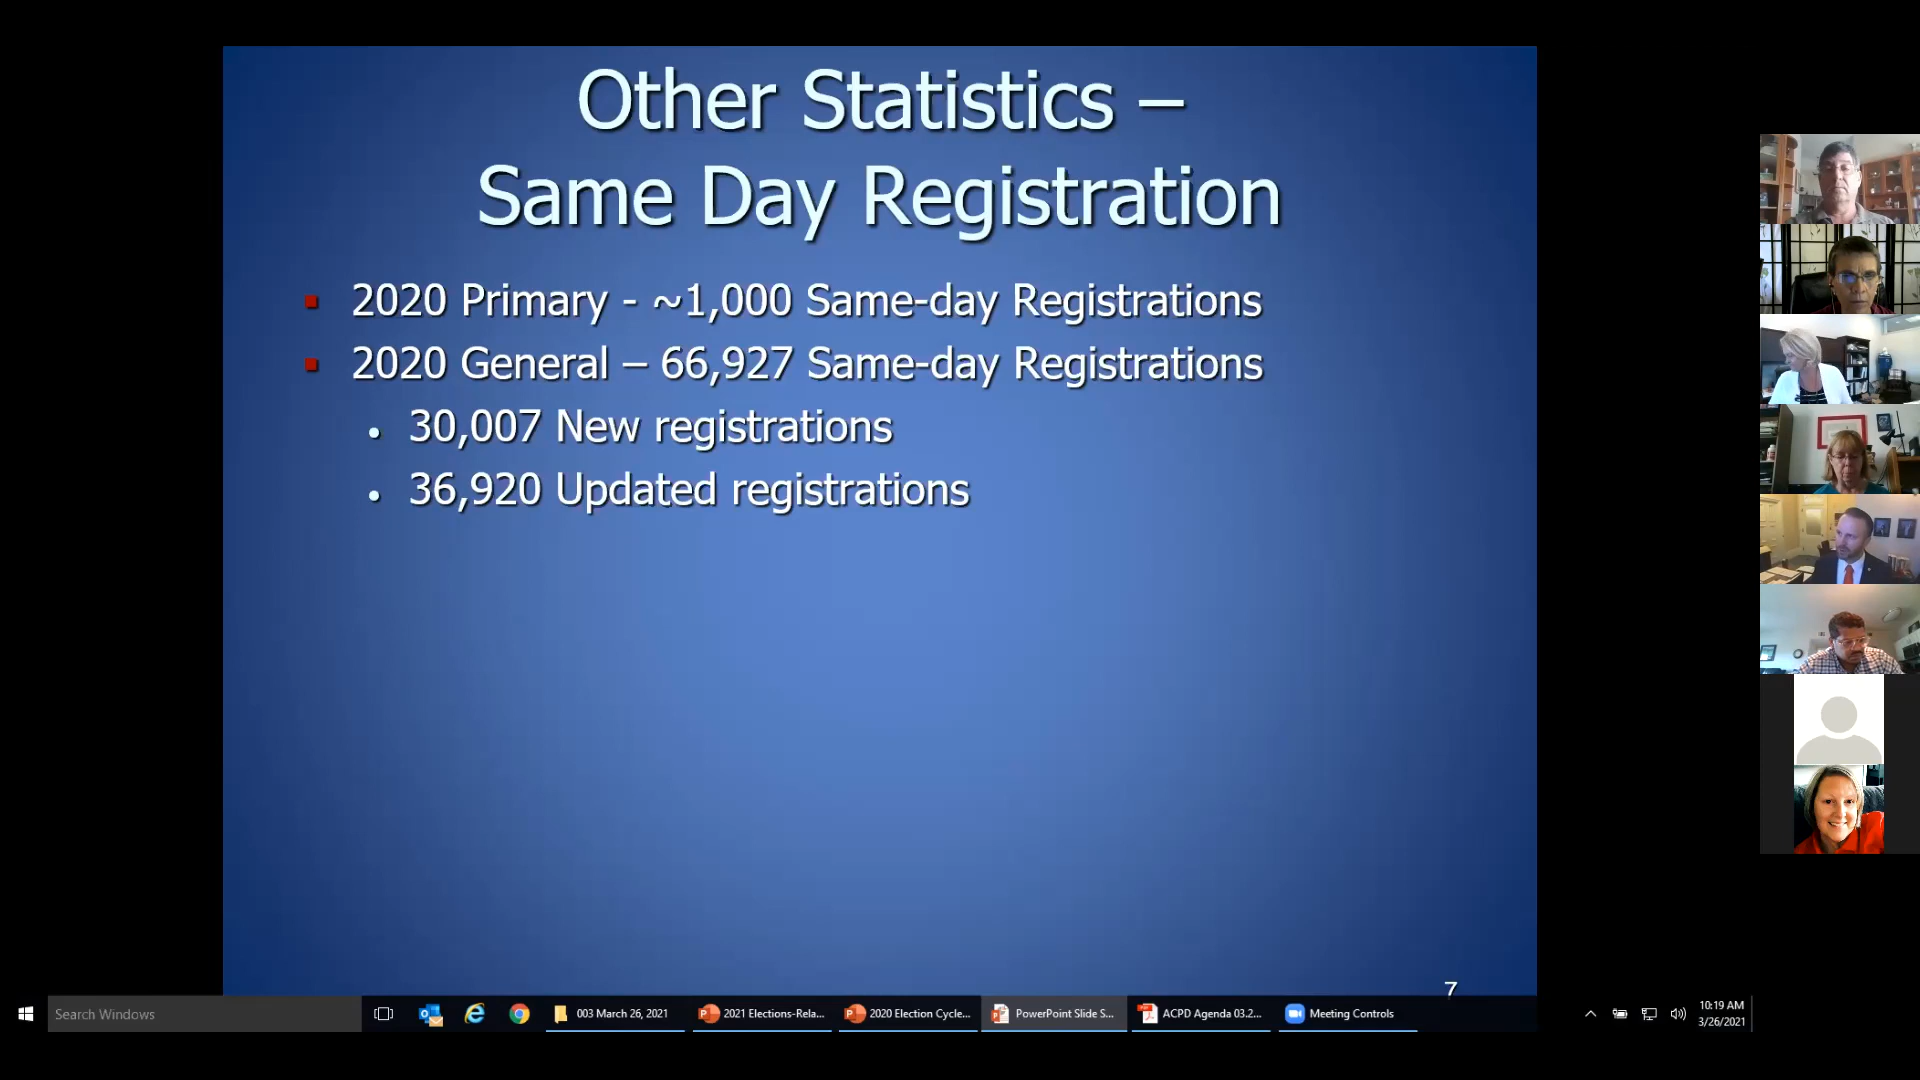 Other Statistics –
Same Day Registration
2020 Primary - ~1,000 Same-day Registrations
2020 General – 66,927 Same-day Registrations
30,007 New registrations
36,920 Updated registrations
7
Search Windows
003 March 26, 2021
2021 Elections-Rela...
2020 Election Cycle...
PowerPoint Slide S...
ACPD Agenda 03.2...
Meeting Controls
10:19 AM
3/26/2021